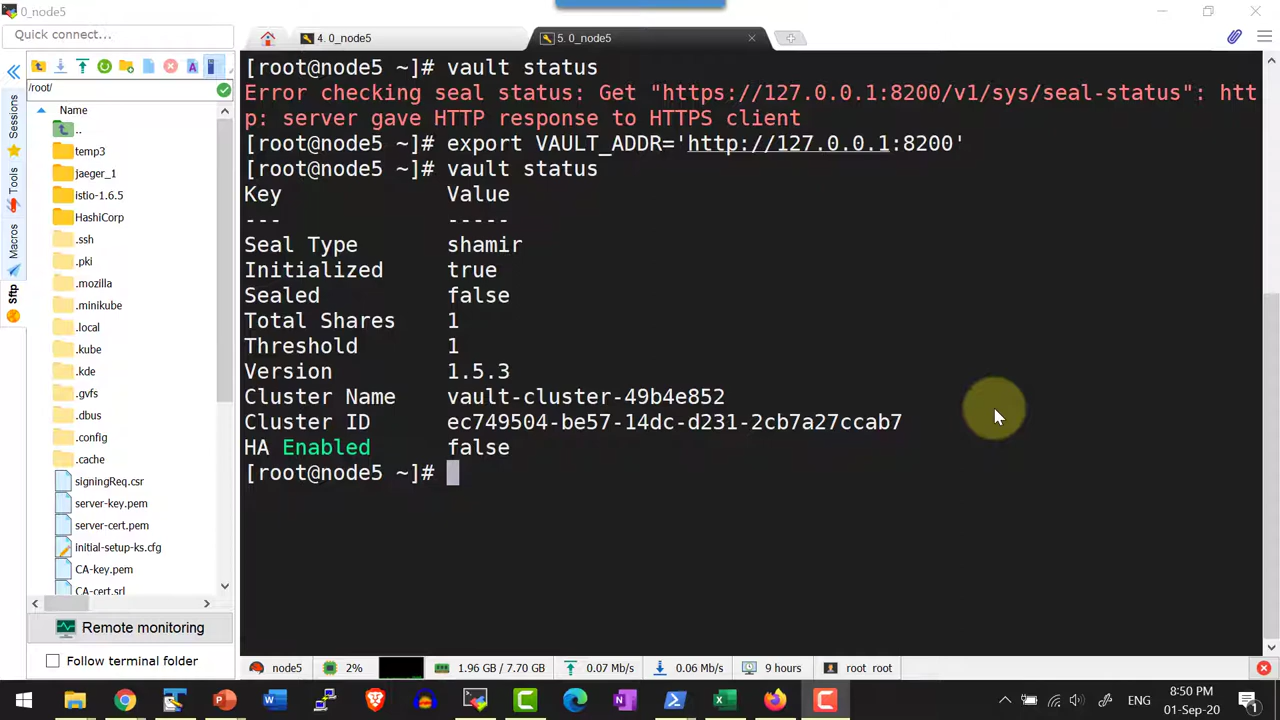 0_node5
Quick connect...
4. 0_node5
5. 0_node5
/root/
Name
..
temp3
jaeger_1
istio-1.6.5
HashiCorp
.ssh
.pki
.mozilla
.minikube
.local
.kube
.kde
.gvfs
.dbus
.config
.cache
signingReq.csr
server-key.pem
server-cert.pem
initial-setup-ks.cfg
CA-key.pem
CA-cert.srl
Sessions
Tools
Macros
Sftp
Remote monitoring
Follow terminal folder
[root@node5 ~]# vault status
Error checking seal status: Get "https://127.0.0.1:8200/v1/sys/seal-status": htt
p: server gave HTTP response to HTTPS client
[root@node5 ~]# export VAULT_ADDR='http://127.0.0.1:8200'
[root@node5 ~]# vault status
Key Value
--- -----
Seal Type shamir
Initialized true
Sealed false
Total Shares 1
Threshold 1
Version 1.5.3
Cluster Name vault-cluster-49b4e852
Cluster ID ec749504-be57-14dc-d231-2cb7a27ccab7
HA Enabled false
[root@node5 ~]#
node5 2% 1.96 GB / 7.70 GB 0.07 Mb/s 0.06 Mb/s 9 hours root root
ENG
8:50 PM
01-Sep-20
1